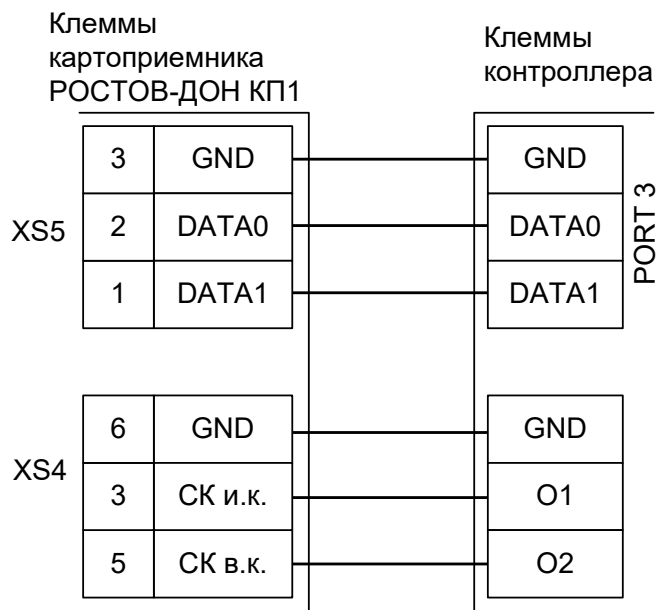 Клеммы
картоприемника
РОСТОВ-ДОН КП1
Клеммы
контроллера
XS5
3 GND
2 DATA0
1 DATA1
GND
DATA0
DATA1
PORT 3
XS4
6 GND
3 СК и.к.
5 СК в.к.
GND
O1
O2